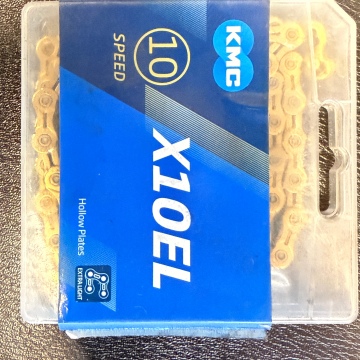 KMC
10
SPEED
X10EL
Hollow Plates
EXTRA LIGHT